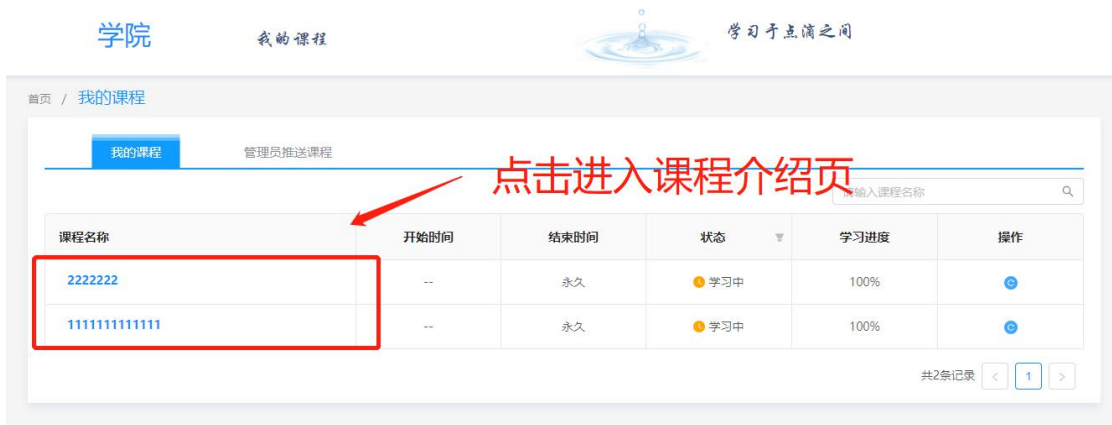 学院 我的课程 学习于点滴之间
首页 / 我的课程
我的课程 管理员推送课程
点击进入课程介绍页
请输入课程名称
课程名称 开始时间 结束时间 状态 学习进度 操作
2222222 -- 永久 学习中 100%
1111111111111 -- 永久 学习中 100%
共2条记录 < 1 >